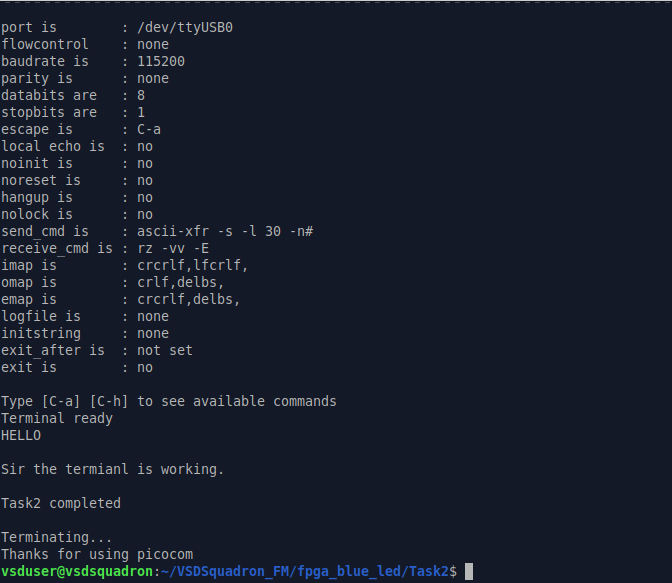 port is        : /dev/ttyUSB0
flowcontrol    : none
baudrate is    : 115200
parity is      : none
databits are   : 8
stopbits are   : 1
escape is      : C-a
local echo is  : no
noinit is      : no
noreset is     : no
hangup is      : no
nolock is      : no
send_cmd is    : ascii-xfr -s -l 30 -n#
receive_cmd is : rz -vv -E
imap is        : crcrlf,lfcrlf,
omap is        : crlf,delbs,
emap is        : crcrlf,delbs,
logfile is     : none
initstring     : none
exit_after is  : not set
exit is        : no
Type [C-a] [C-h] to see available commands
Terminal ready
HELLO
Sir the termianl is working.
Task2 completed
Terminating...
Thanks for using picocom
vsduser@vsdsquadron:~/VSDSquadron_FM/fpga_blue_led/Task2$